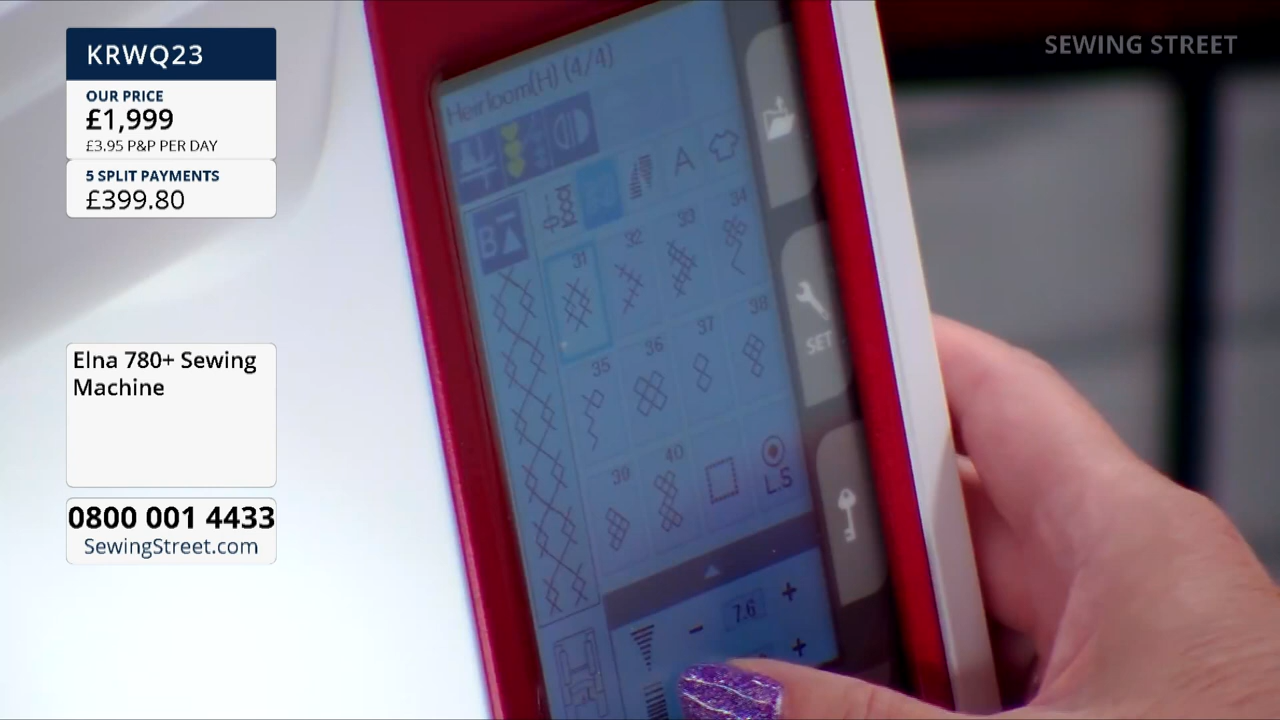 KRWQ23
OUR PRICE
£1,999
£3.95 P&P PER DAY
5 SPLIT PAYMENTS
£399.80
Elna 780+ Sewing
Machine
0800 001 4433
SewingStreet.com
SEWING STREET
Heirloom(H) (4/4)
A
B
31 32 33 34
35 36 37 38
39 40
L.S
SET
- 7.6 +
+